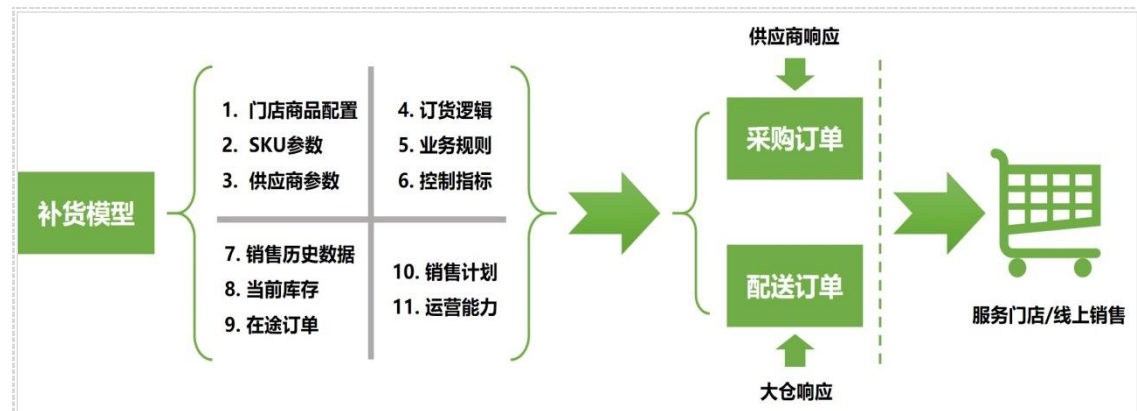 补货模型
1. 门店商品配置
2. SKU参数
3. 供应商参数
4. 订货逻辑
5. 业务规则
6. 控制指标
7. 销售历史数据
8. 当前库存
9. 在途订单
10. 销售计划
11. 运营能力
供应商响应
采购订单
配送订单
大仓响应
服务门店/线上销售